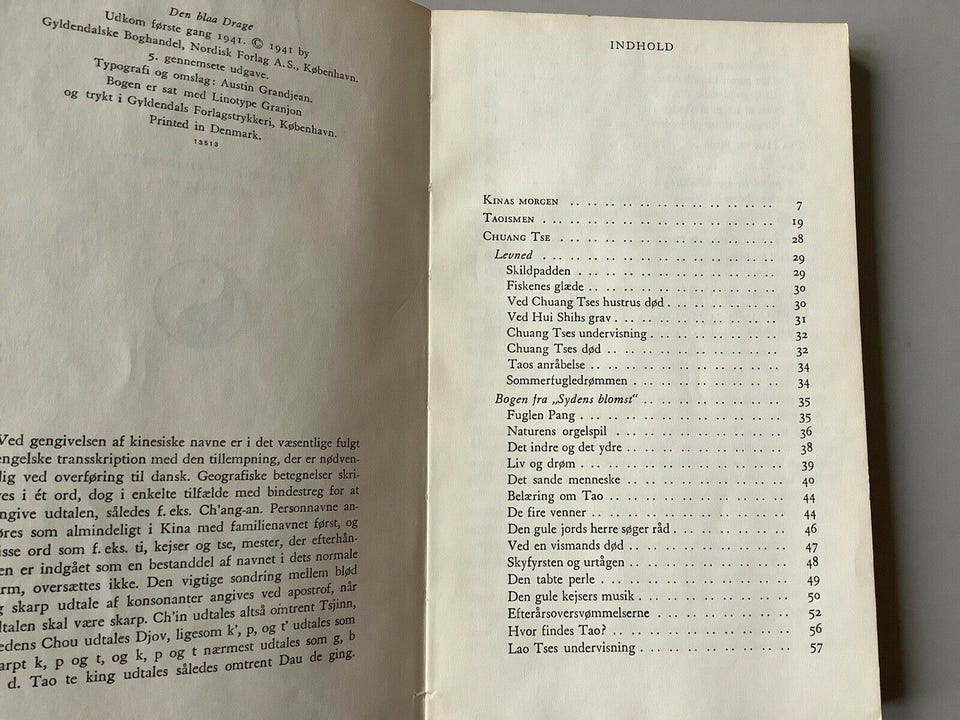 Den blaa Drage
Udkom første gang 1941. © 1941 by
Gyldendalske Boghandel, Nordisk Forlag A.S., København.
5. gennemsete udgave.
Typografi og omslag: Austin Grandjean.
Bogen er sat med Linotype Granjon
og trykt i Gyldendals Forlagstrykkeri, København.
Printed in Denmark.
13513
Ved gengivelsen af kinesiske navne er i det væsentlige fulgt
engelske transskription med den tillempning, der er nødven-
dig ved overføring til dansk. Geografiske betegnelser skri-
res i ét ord, dog i enkelte tilfælde med bindestreg for at
ngive udtalen, således f. eks. Ch'ang-an. Personnavne an-
øres som almindeligt i Kina med familienavnet først, og
isse ord som f. eks. ti, kejser og tse, mester, der efterhån-
en er indgået som en bestanddel af navnet i dets normale
rm, oversættes ikke. Den vigtige sondring mellem blød
g skarp udtale af konsonanter angives ved apostrof, når
dtalen skal være skarp. Ch'in udtales altså omtrent Tsjinn,
edens Chou udtales Djov, ligesom k', p, og t' udtales som
karpt k, p og t, og k, p og t nærmest udtales som g, b
d. Tao te king udtales således omtrent Dau de ging.
INDHOLD
KINAS MORGEN .. .. .. .. .. .. .. .. .. .. .. .. 7
TAOISMEN .. .. .. .. .. .. .. .. .. .. .. .. .. 19
CHUANG TSE .. .. .. .. .. .. .. .. .. .. .. .. 28
Levned .. .. .. .. .. .. .. .. .. .. .. .. .. 29
Skildpadden .. .. .. .. .. .. .. .. .. .. .. 29
Fiskenes glæde .. .. .. .. .. .. .. .. .. .. .. 30
Ved Chuang Tses hustrus død .. .. .. .. .. .. 30
Ved Hui Shihs grav .. .. .. .. .. .. .. .. .. 31
Chuang Tses undervisning .. .. .. .. .. .. .. 32
Chuang Tses død .. .. .. .. .. .. .. .. .. .. 32
Taos anråbelse .. .. .. .. .. .. .. .. .. .. 34
Sommerfugledrømmen .. .. .. .. .. .. .. .. 34
Bogen fra „Sydens blomst“ .. .. .. .. .. .. .. 35
Fuglen Pang .. .. .. .. .. .. .. .. .. .. .. 35
Naturens orgelspil .. .. .. .. .. .. .. .. .. 36
Det indre og det ydre .. .. .. .. .. .. .. .. 38
Liv og drøm .. .. .. .. .. .. .. .. .. .. .. 39
Det sande menneske .. .. .. .. .. .. .. .. .. 40
Belæring om Tao .. .. .. .. .. .. .. .. .. .. 44
De fire venner .. .. .. .. .. .. .. .. .. .. 44
Den gule jords herre søger råd .. .. .. .. .. .. 46
Ved en vismands død .. .. .. .. .. .. .. .. 47
Skyfyrsten og urtågen .. .. .. .. .. .. .. .. 48
Den tabte perle .. .. .. .. .. .. .. .. .. .. 49
Den gule kejsers musik .. .. .. .. .. .. .. .. 50
Efterårsoversvømmelserne .. .. .. .. .. .. .. 52
Hvor findes Tao? .. .. .. .. .. .. .. .. .. .. 56
Lao Tses undervisning .. .. .. .. .. .. .. .. 57